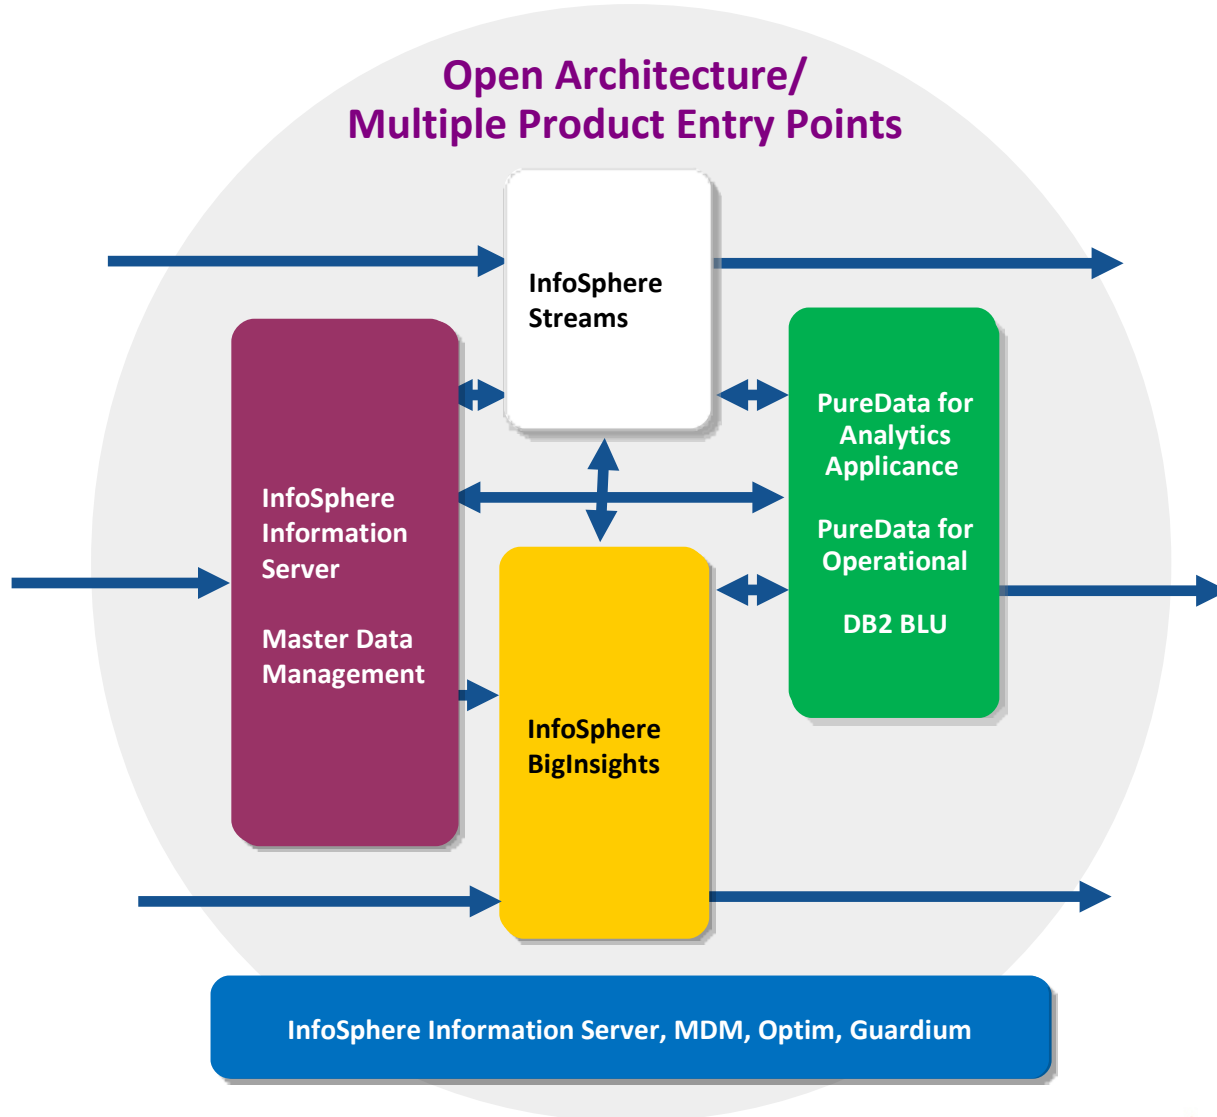 Open Architecture/
Multiple Product Entry Points
InfoSphere
Streams
InfoSphere
Information
Server
Master Data
Management
PureData for
Analytics
Applicance
PureData for
Operational
DB2 BLU
InfoSphere
BigInsights
InfoSphere Information Server, MDM, Optim, Guardium